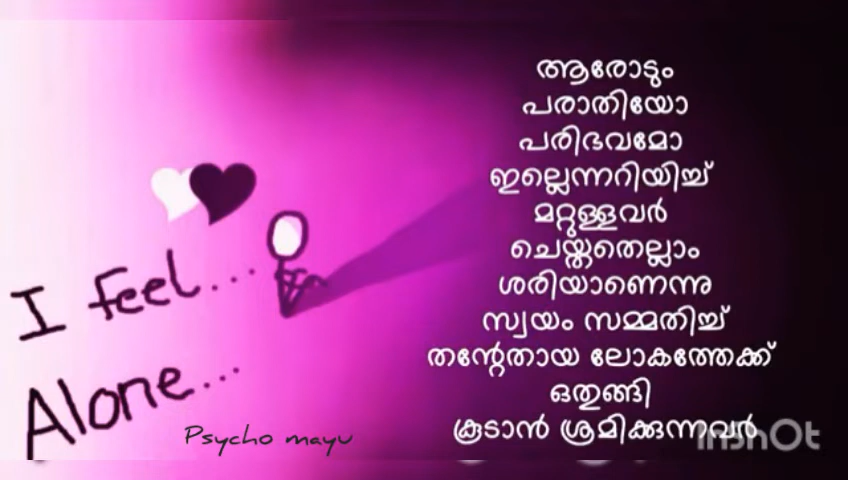 I feel...
Alone...
Psycho mayu
ആരോടും
പരാതിയോ
പരിഭവമോ
ഇല്ലെന്നറിയിച്ച്
മറ്റുള്ളവർ
ചെയ്തതെല്ലാം
ശരിയാണെന്നു
സ്വയം സമ്മതിച്ച്
തന്റേതായ ലോകത്തേക്ക്
ഒതുങ്ങി
കൂടാൻ ശ്രമിക്കുന്നവർ
InshOt